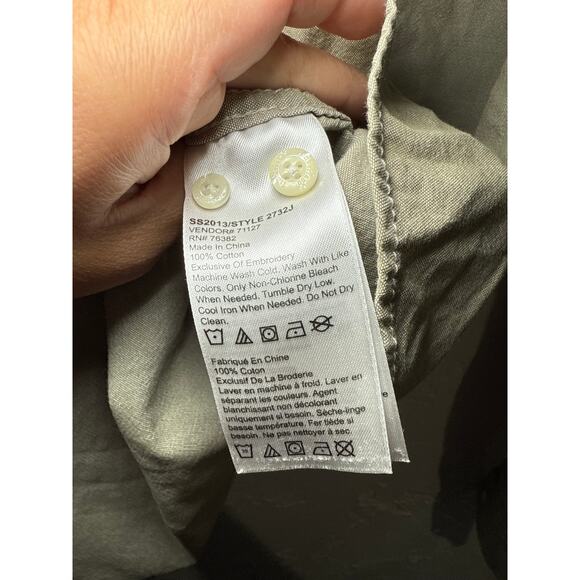 SS2013/STYLE 2732J
VENDOR# 71127
RN# 76382
Made In China
100% Cotton
Exclusive Of Embroidery
Machine Wash Cold. Wash With Like
Colors. Only Non-Chlorine Bleach
When Needed. Tumble Dry Low.
Cool Iron When Needed. Do Not Dry
Clean.
Fabriqué En Chine
100% Cotton
Exclusif De La Broderie
Laver en machine à froid. Laver en
séparant les couleurs. Agent
blanchissant non décolorant
uniquement si besoin. Sèche-linge
basse température. Fer tiède si
besoin. Ne pas nettoyer à sec.